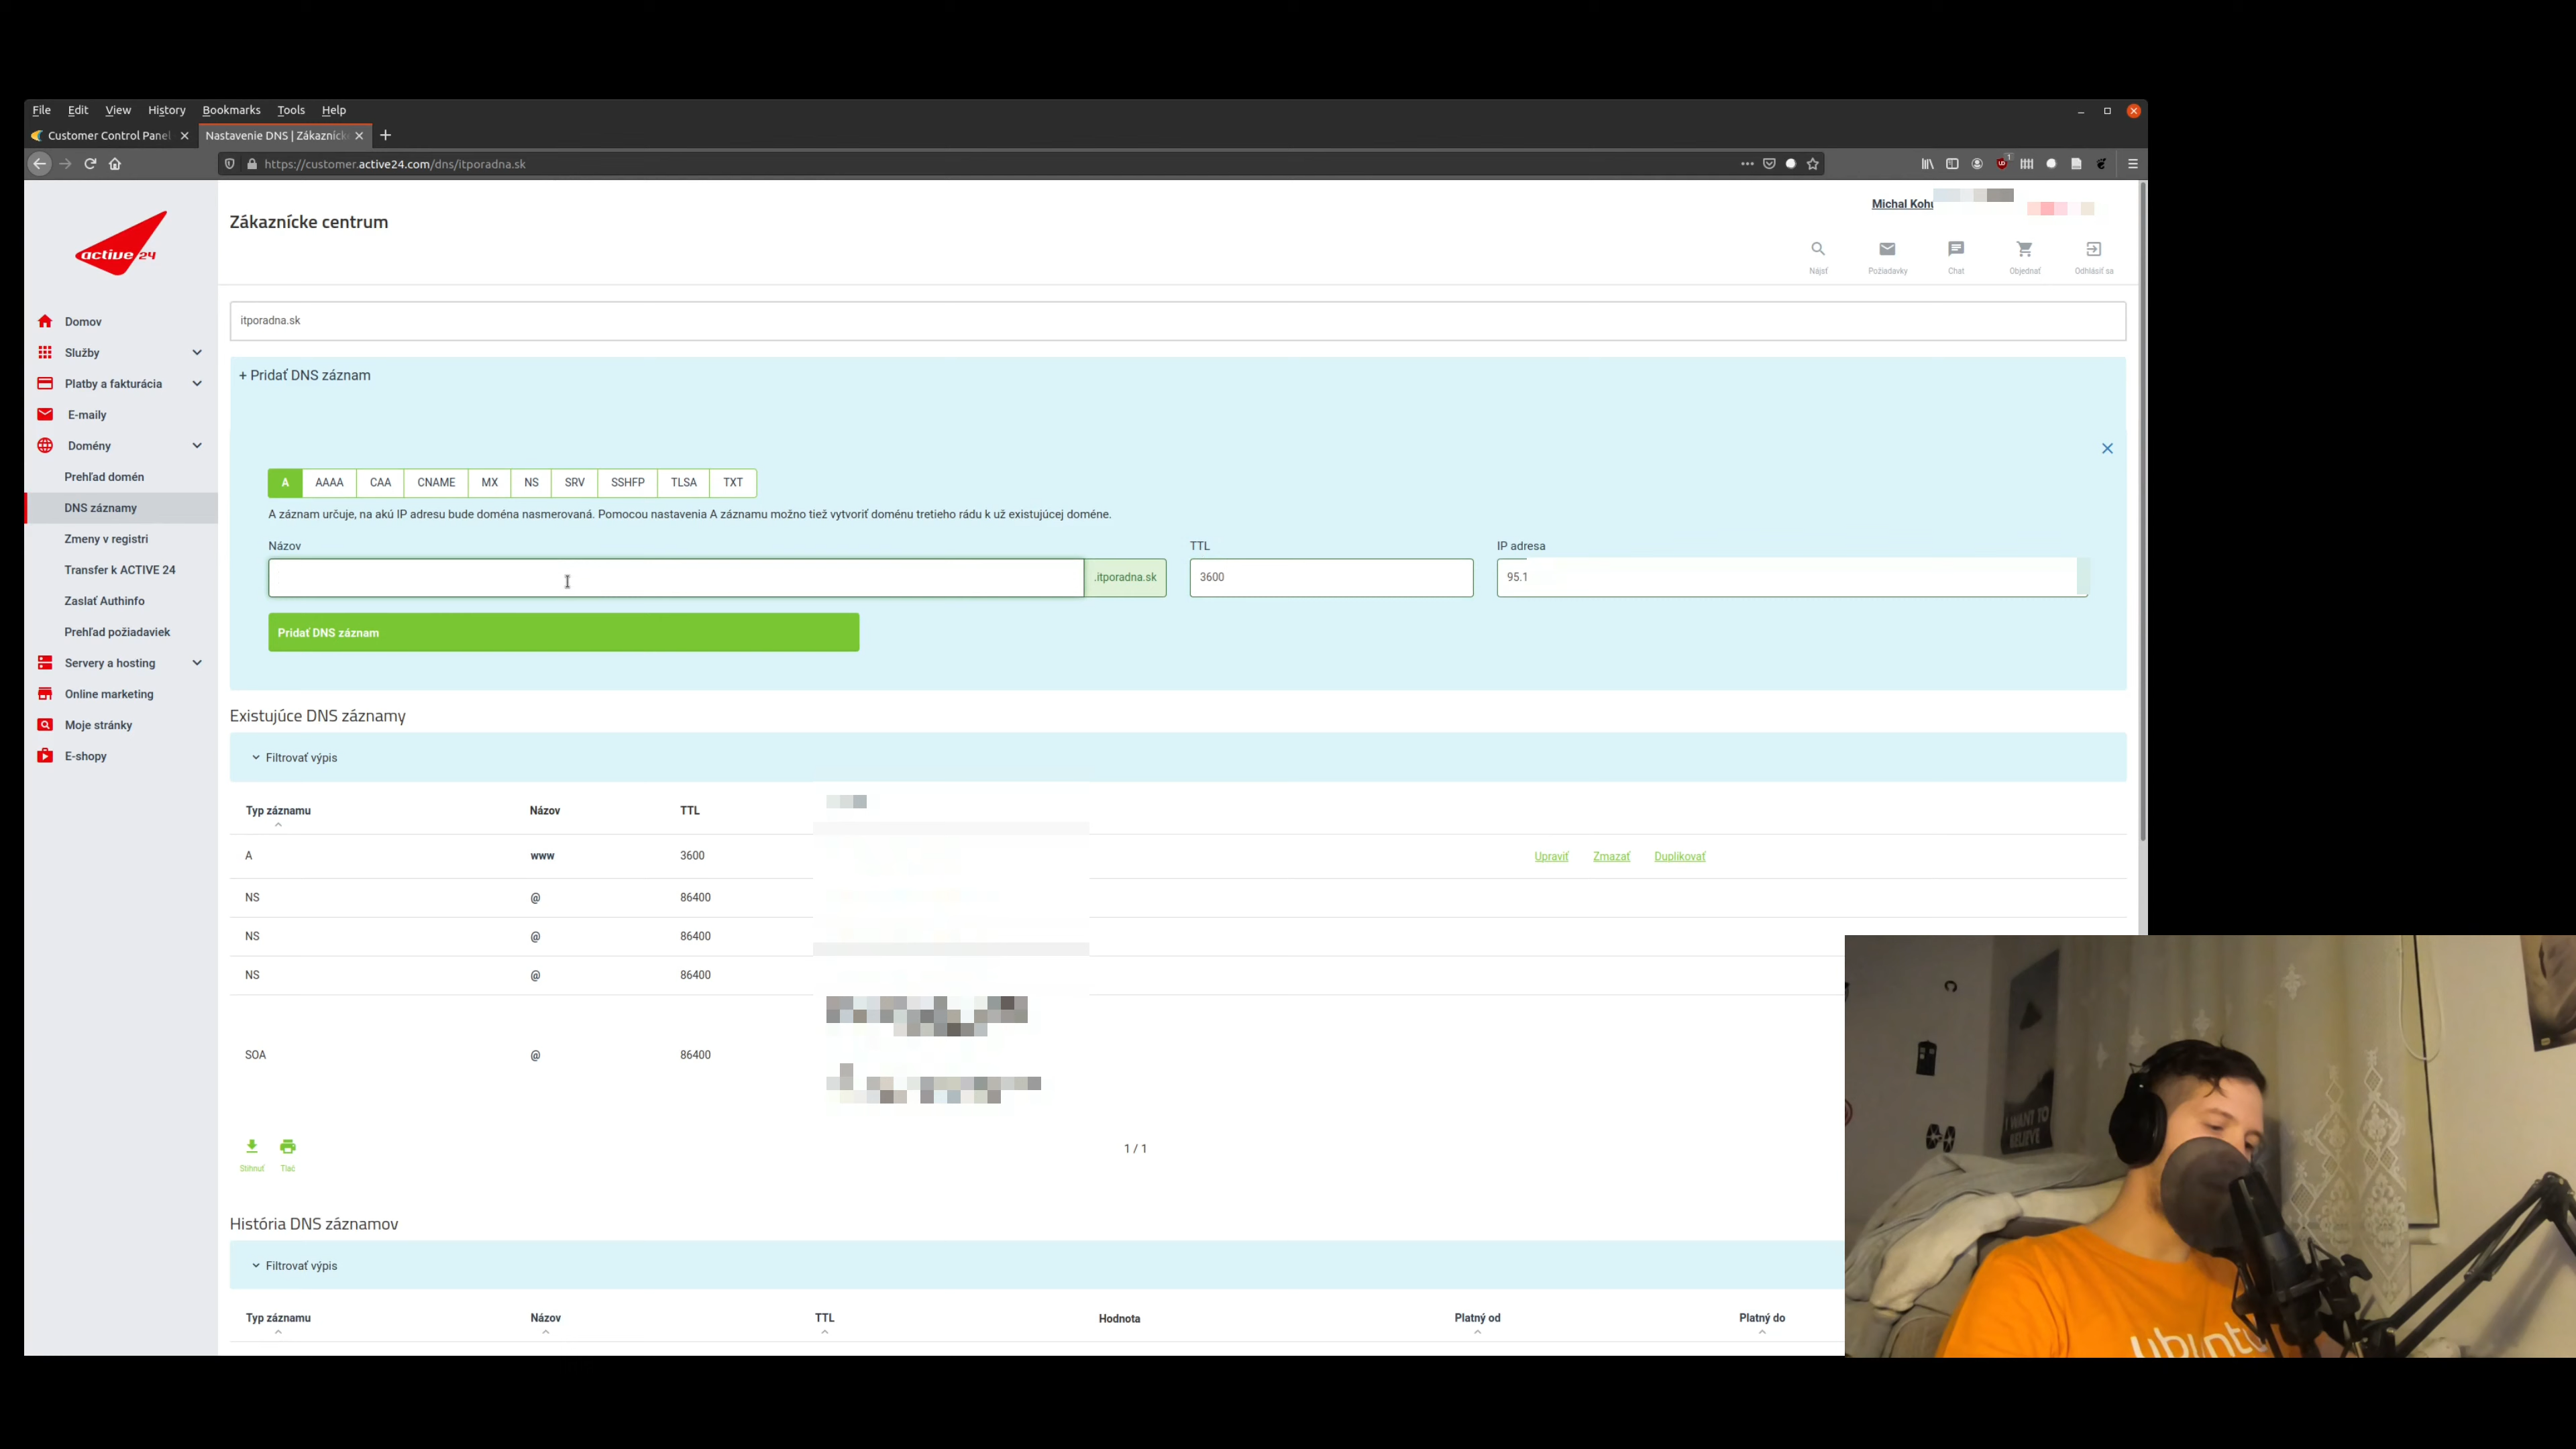 File Edit View History Bookmarks Tools Help
Customer Control Panel
Nastavenie DNS | Zákaznick
https://customer.active24.com/dns/itporadna.sk
active 24
Zákaznícke centrum
Michal Kohu
Nájsť
Požiadavky
Chat
Objednať
Odhlásiť sa
Domov
Služby
Platby a fakturácia
E-maily
Domény
Prehľad domén
DNS záznamy
Zmeny v registri
Transfer k ACTIVE 24
Zaslať Authinfo
Prehľad požiadaviek
Servery a hosting
Online marketing
Moje stránky
E-shopy
itporadna.sk
+ Pridať DNS záznam
A AAAA CAA CNAME MX NS SRV SSHFP TLSA TXT
A záznam určuje, na akú IP adresu bude doména nasmerovaná. Pomocou nastavenia A záznamu možno tiež vytvoriť doménu tretieho rádu k už existujúcej doméne.
Názov TTL IP adresa
.itporadna.sk 3600 95.1
Pridať DNS záznam
Existujúce DNS záznamy
Filtrovať výpis
Typ záznamu Názov TTL
A www 3600 Upraviť Zmazať Duplikovať
NS @ 86400
NS @ 86400
NS @ 86400
SOA @ 86400
Stihnuť Tlač
1 / 1
História DNS záznamov
Filtrovať výpis
Typ záznamu Názov TTL Hodnota Platný od Platný do
I WANT TO
BELIEVE
ubuntu